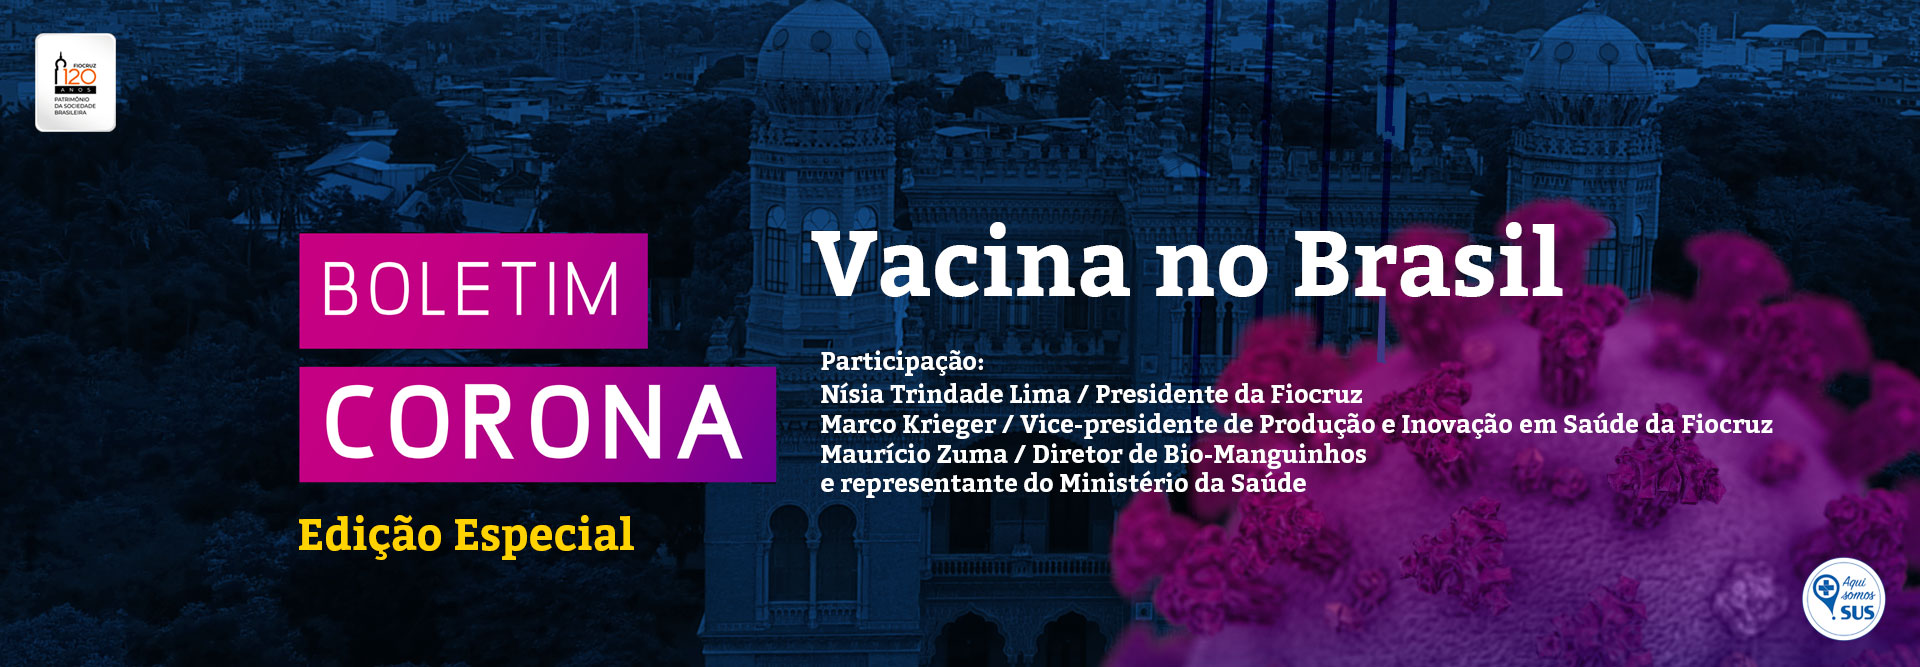 FIOCRUZ
120
ANOS
PATRIMÔNIO
DA SOCIEDADE
BRASILEIRA
BOLETIM
CORONA
Edição Especial
Vacina no Brasil
Participação:
Nísia Trindade Lima / Presidente da Fiocruz
Marco Krieger / Vice-presidente de Produção e Inovação em Saúde da Fiocruz
Maurício Zuma / Diretor de Bio-Manguinhos
e representante do Ministério da Saúde
Aqui
somos
SUS